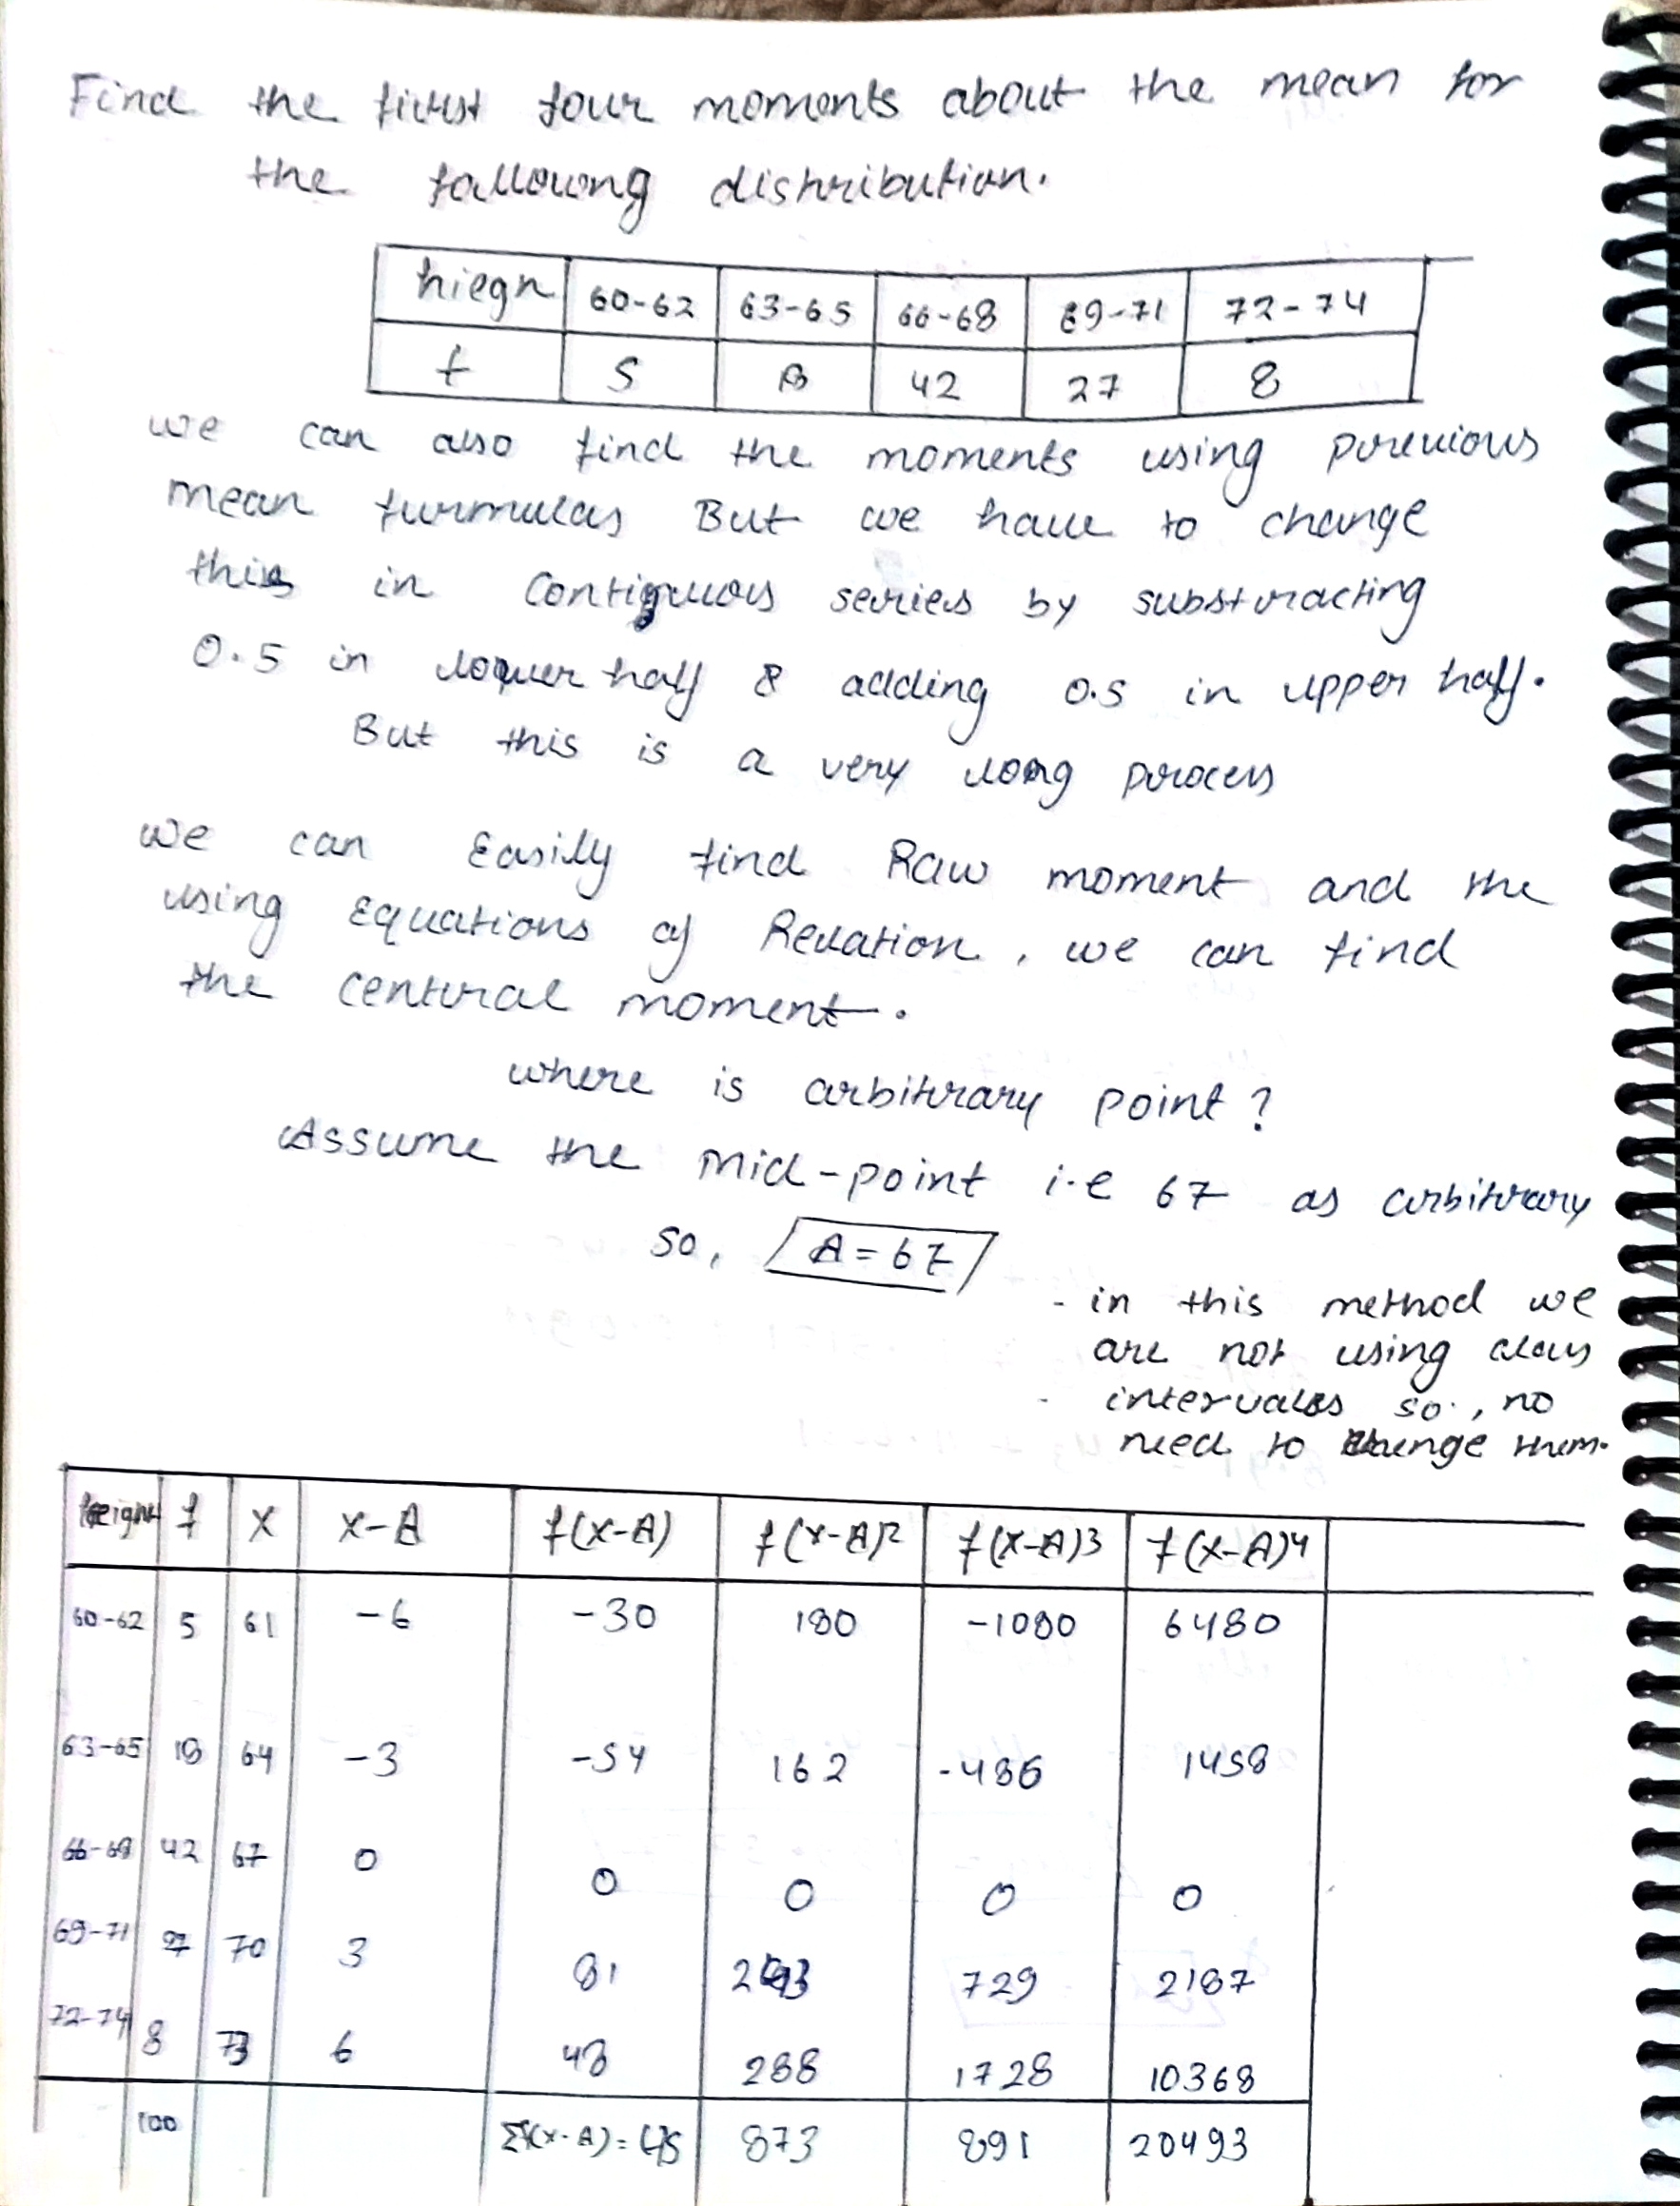 Find the first four moments about the mean for
the following distribution.
hiegn 60-62 63-65 66-68 69-71 72-74
f 5 18 42 27 8
we can also find the moments using previous
mean furmulas But we have to change
this in Contiguous series by substracting
0.5 in lower half & adding 0.5 in upper half.
But this is a very long process
we can Easily find Raw moment and the
using Equations of Relation, we can find
the central moment.
where is arbitrary point?
Assume the mid-point i.e 67 as arbitrary
so, A = 67
- in this method we
are not using class
- intervales so, no
need to change them.
height f x x-A f(x-A) f(x-A)2 f(x-A)3 f(x-A)4
60-62 5 61 -6 -30 180 -1080 6480
63-65 18 64 -3 -54 162 -486 1458
66-68 42 67 0 0 0 0 0
69-71 27 70 3 81 243 729 2187
72-74 8 73 6 48 288 1728 10368
100 Σf(x-A) = 45 873 891 20493